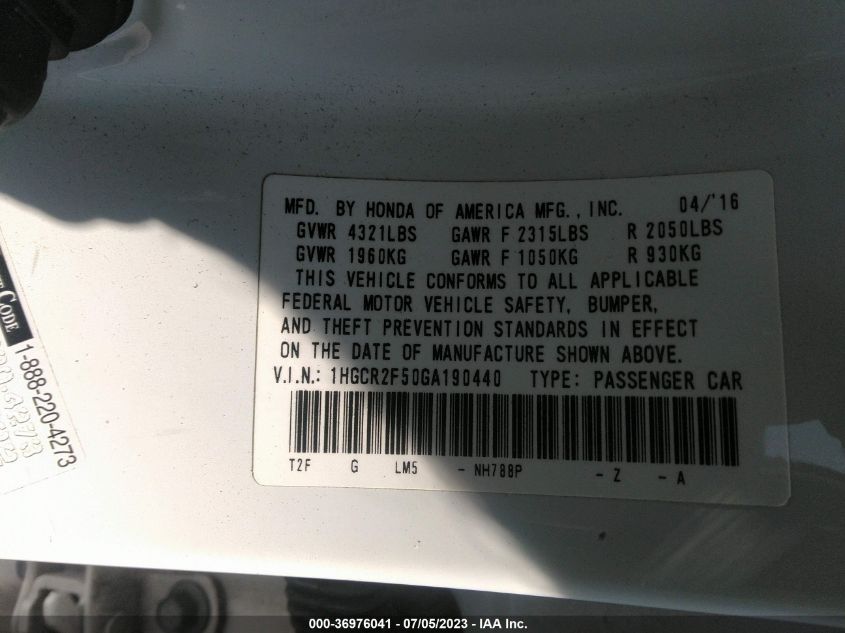 MFD. BY HONDA OF AMERICA MFG., INC. 04/'16
GVWR 4321LBS GAWR F 2315LBS R 2050LBS
GVWR 1960KG GAWR F 1050KG R 930KG
THIS VEHICLE CONFORMS TO ALL APPLICABLE
FEDERAL MOTOR VEHICLE SAFETY, BUMPER,
AND THEFT PREVENTION STANDARDS IN EFFECT
ON THE DATE OF MANUFACTURE SHOWN ABOVE.
V.I.N.: 1HGCR2F50GA190440 TYPE: PASSENGER CAR
T2F G LM5 - NH788P - Z - A
CODE
1-888-220-4273
000-36976041 / 07/05/2023 - IAA Inc.